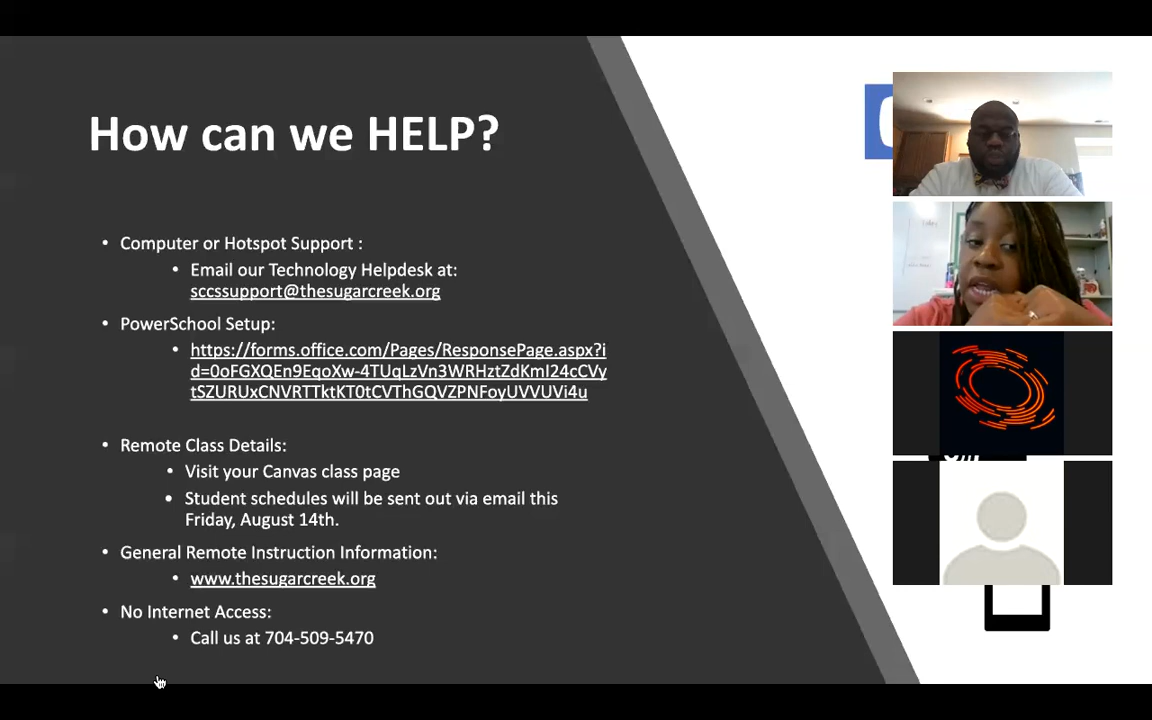 How can we HELP?
• Computer or Hotspot Support :
• Email our Technology Helpdesk at:
sccssupport@thesugarcreek.org
• PowerSchool Setup:
• https://forms.office.com/Pages/ResponsePage.aspx?i
d=0oFGXQEn9EqoXw-4TUqLzVn3WRHztZdKmI24cCVy
tSZURUxCNVRTTktKT0tCVThGQVZPNFoyUVVUVi4u
• Remote Class Details:
• Visit your Canvas class page
• Student schedules will be sent out via email this
Friday, August 14th.
• General Remote Instruction Information:
• www.thesugarcreek.org
• No Internet Access:
• Call us at 704-509-5470